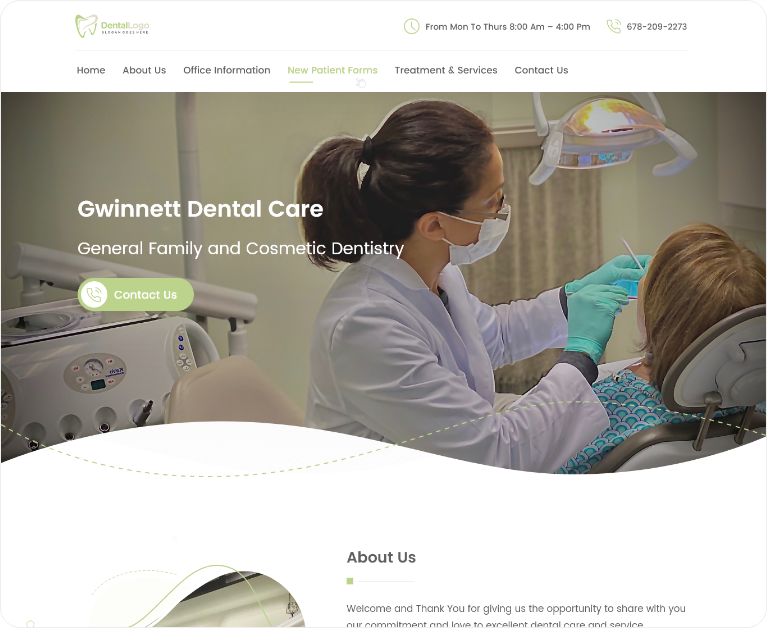 DentalLogo
SLOGAN GOES HERE
From Mon To Thurs 8:00 Am – 4:00 Pm
678-209-2273
Home
About Us
Office Information
New Patient Forms
Treatment & Services
Contact Us
Gwinnett Dental Care
General Family and Cosmetic Dentistry
Contact Us
About Us
Welcome and Thank You for giving us the opportunity to share with you
our commitment and love to excellent dental care and service.